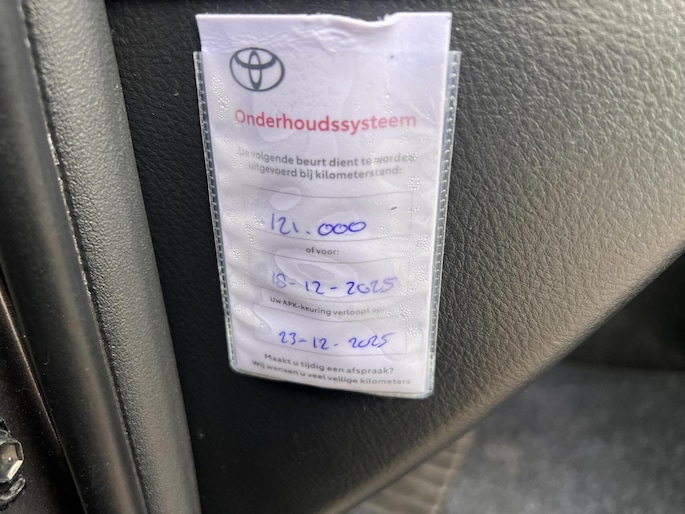 Onderhoudssysteem
De volgende beurt dient te worden
uitgevoerd bij kilometerstand:
121.000
of voor:
18-12-2025
Uw APK-keuring verloopt op:
23-12-2025
Maakt u tijdig een afspraak?
Wij wensen u veel veilige kilometers